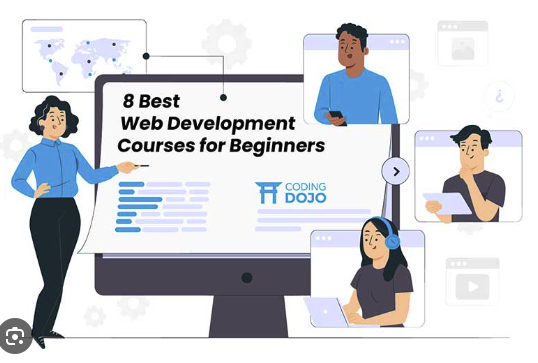 8 Best
Web Development
Courses for Beginners
CODING
DOJO